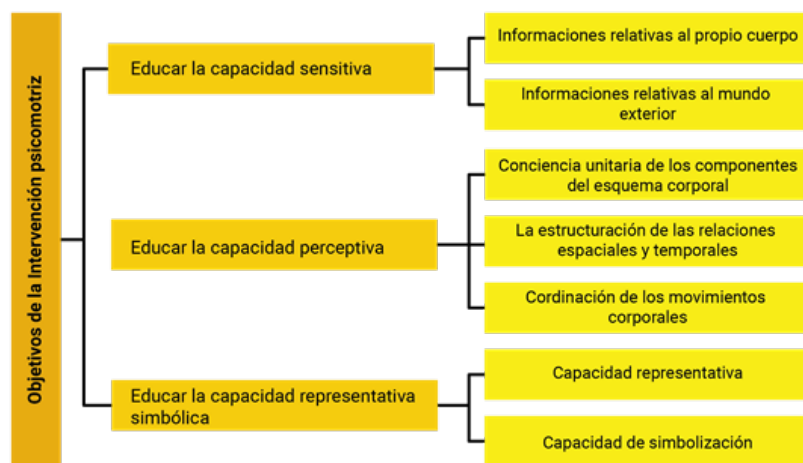 Objetivos de la Intervención psicomotriz
Educar la capacidad sensitiva
Informaciones relativas al propio cuerpo
Informaciones relativas al mundo
exterior
Educar la capacidad perceptiva
Conciencia unitaria de los componentes
del esquema corporal
La estructuración de las relaciones
espaciales y temporales
Cordinación de los movimientos
corporales
Educar la capacidad representativa
simbólica
Capacidad representativa
Capacidad de simbolización